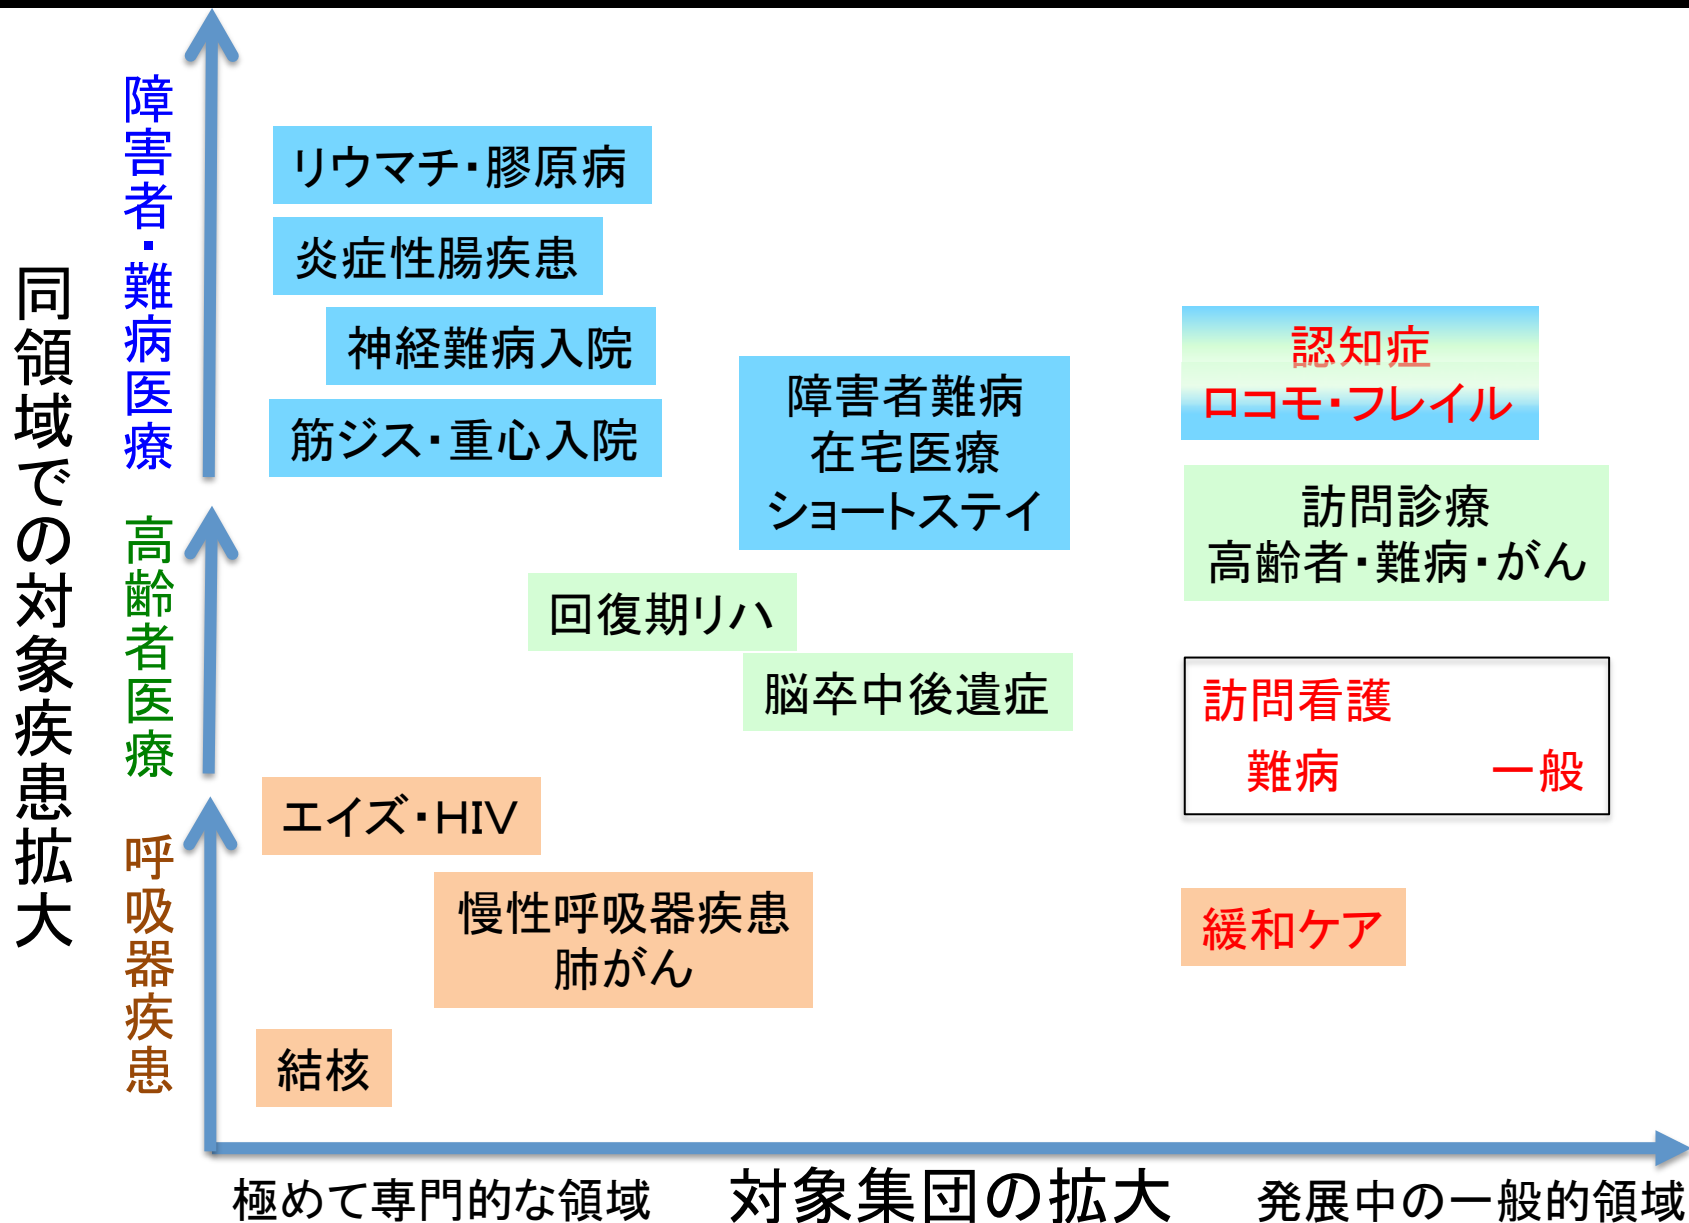 同領域での対象疾患拡大
障害者・難病医療
高齢者医療
呼吸器疾患
リウマチ・膠原病
炎症性腸疾患
神経難病入院
筋ジス・重心入院
障害者難病
在宅医療
ショートステイ
認知症
ロコモ・フレイル
訪問診療
高齢者・難病・がん
回復期リハ
脳卒中後遺症
訪問看護
難病 一般
エイズ・HIV
慢性呼吸器疾患
肺がん
緩和ケア
結核
極めて専門的な領域 対象集団の拡大 発展中の一般的領域